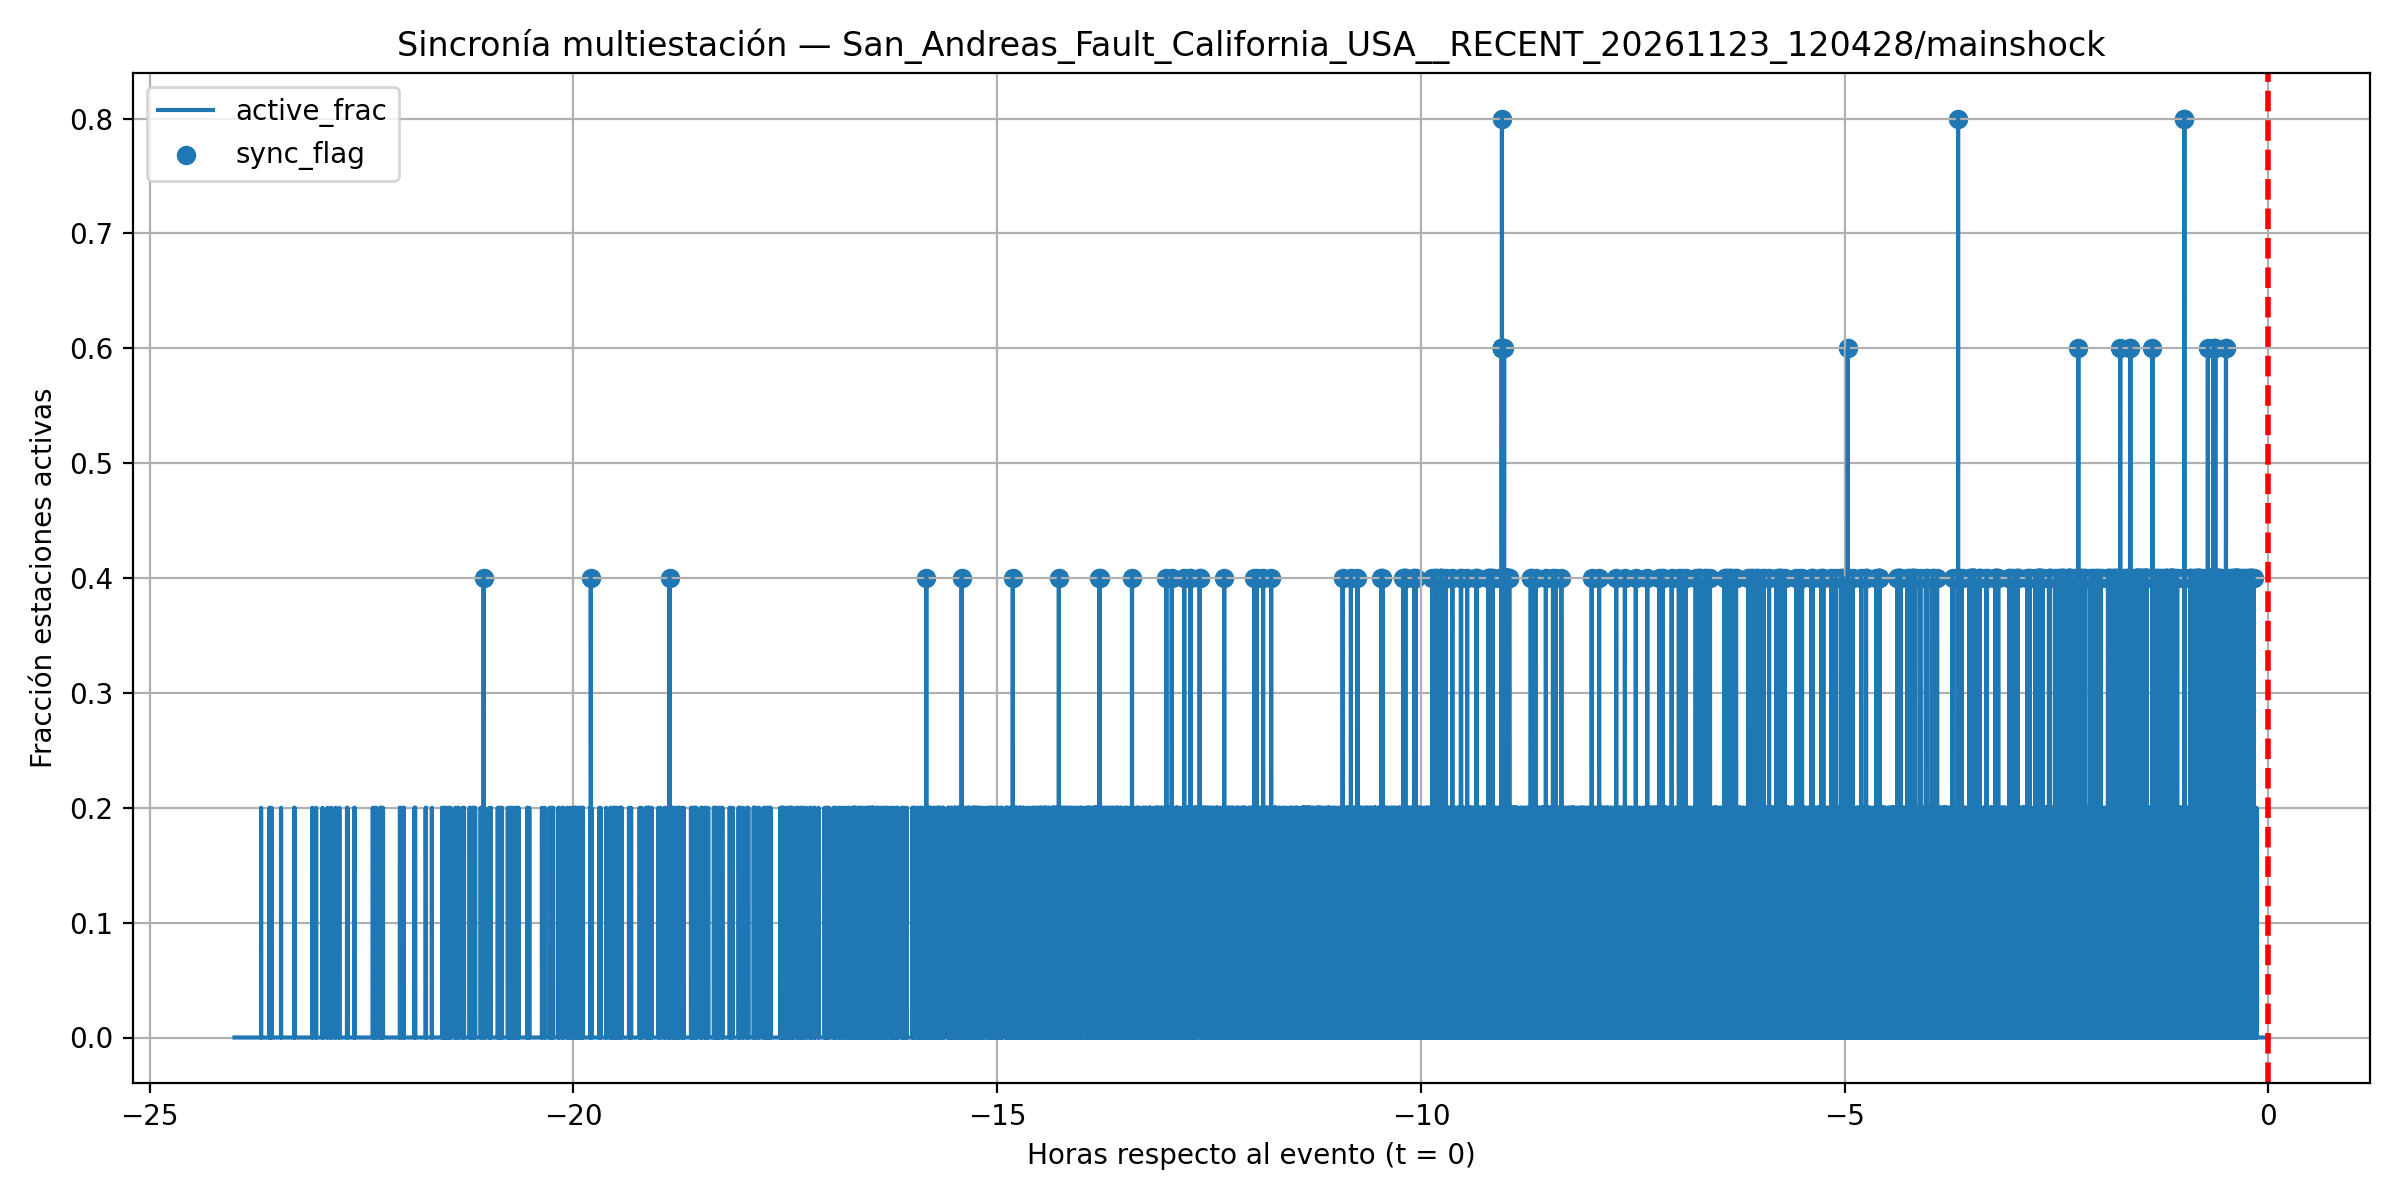 Sincronía multiestación — San_Andreas_Fault_California_USA__RECENT_20261123_120428/mainshock
active_frac
sync_flag
Fracción estaciones activas
0.8
0.7
0.6
0.5
0.4
0.3
0.2
0.1
0.0
−25 −20 −15 −10 −5 0
Horas respecto al evento (t = 0)